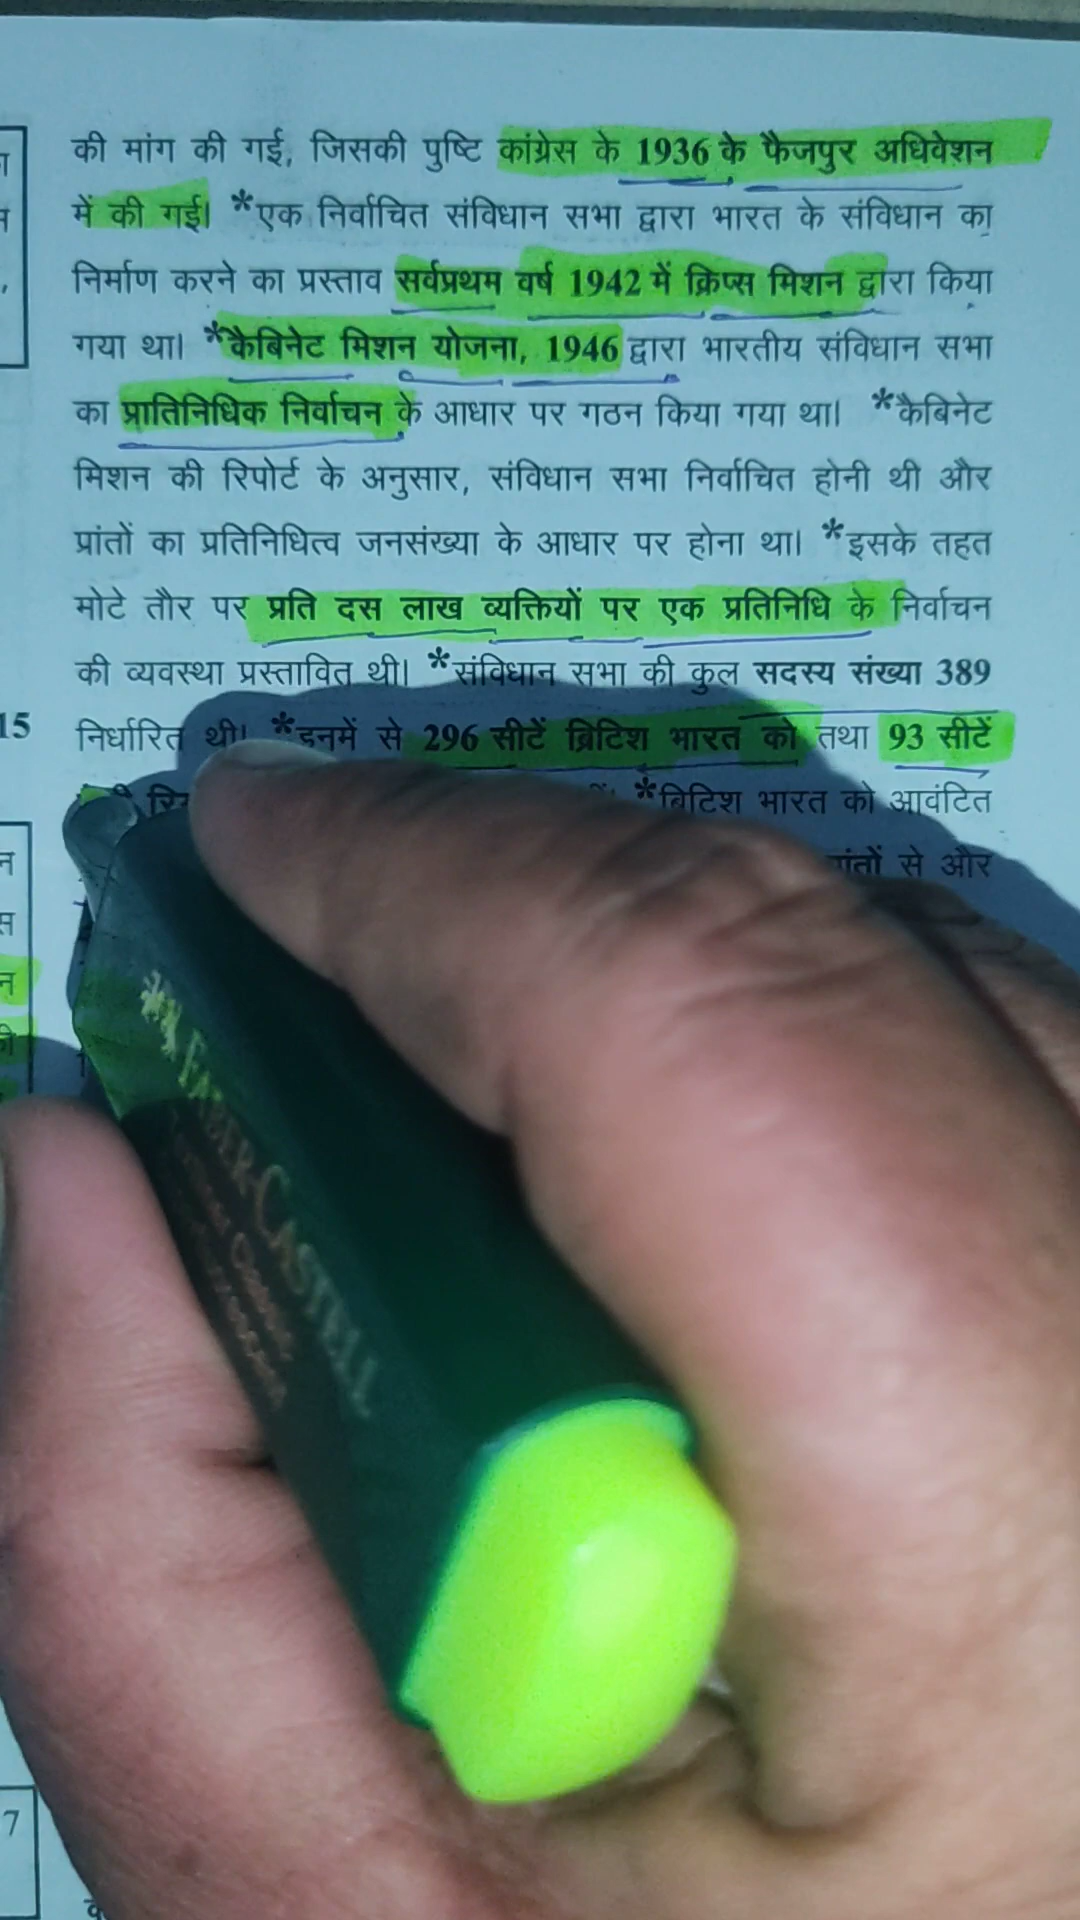 की मांग की गई, जिसकी पुष्टि कांग्रेस के 1936 के फैजपुर अधिवेशन
में की गई। *एक निर्वाचित संविधान सभा द्वारा भारत के संविधान का
निर्माण करने का प्रस्ताव सर्वप्रथम वर्ष 1942 में क्रिप्स मिशन द्वारा किया
गया था। *कैबिनेट मिशन योजना, 1946 द्वारा भारतीय संविधान सभा
का प्रातिनिधिक निर्वाचन के आधार पर गठन किया गया था। *कैबिनेट
मिशन की रिपोर्ट के अनुसार, संविधान सभा निर्वाचित होनी थी और
प्रांतों का प्रतिनिधित्व जनसंख्या के आधार पर होना था। *इसके तहत
मोटे तौर पर प्रति दस लाख व्यक्तियों पर एक प्रतिनिधि के निर्वाचन
की व्यवस्था प्रस्तावित थी। *संविधान सभा की कुल सदस्य संख्या 389
15
निर्धारित थी। *इनमें से 296 सीटें ब्रिटिश भारत को तथा 93 सीटें
*ब्रिटिश भारत को आवंटित
से और
FABER-CASTELL
7